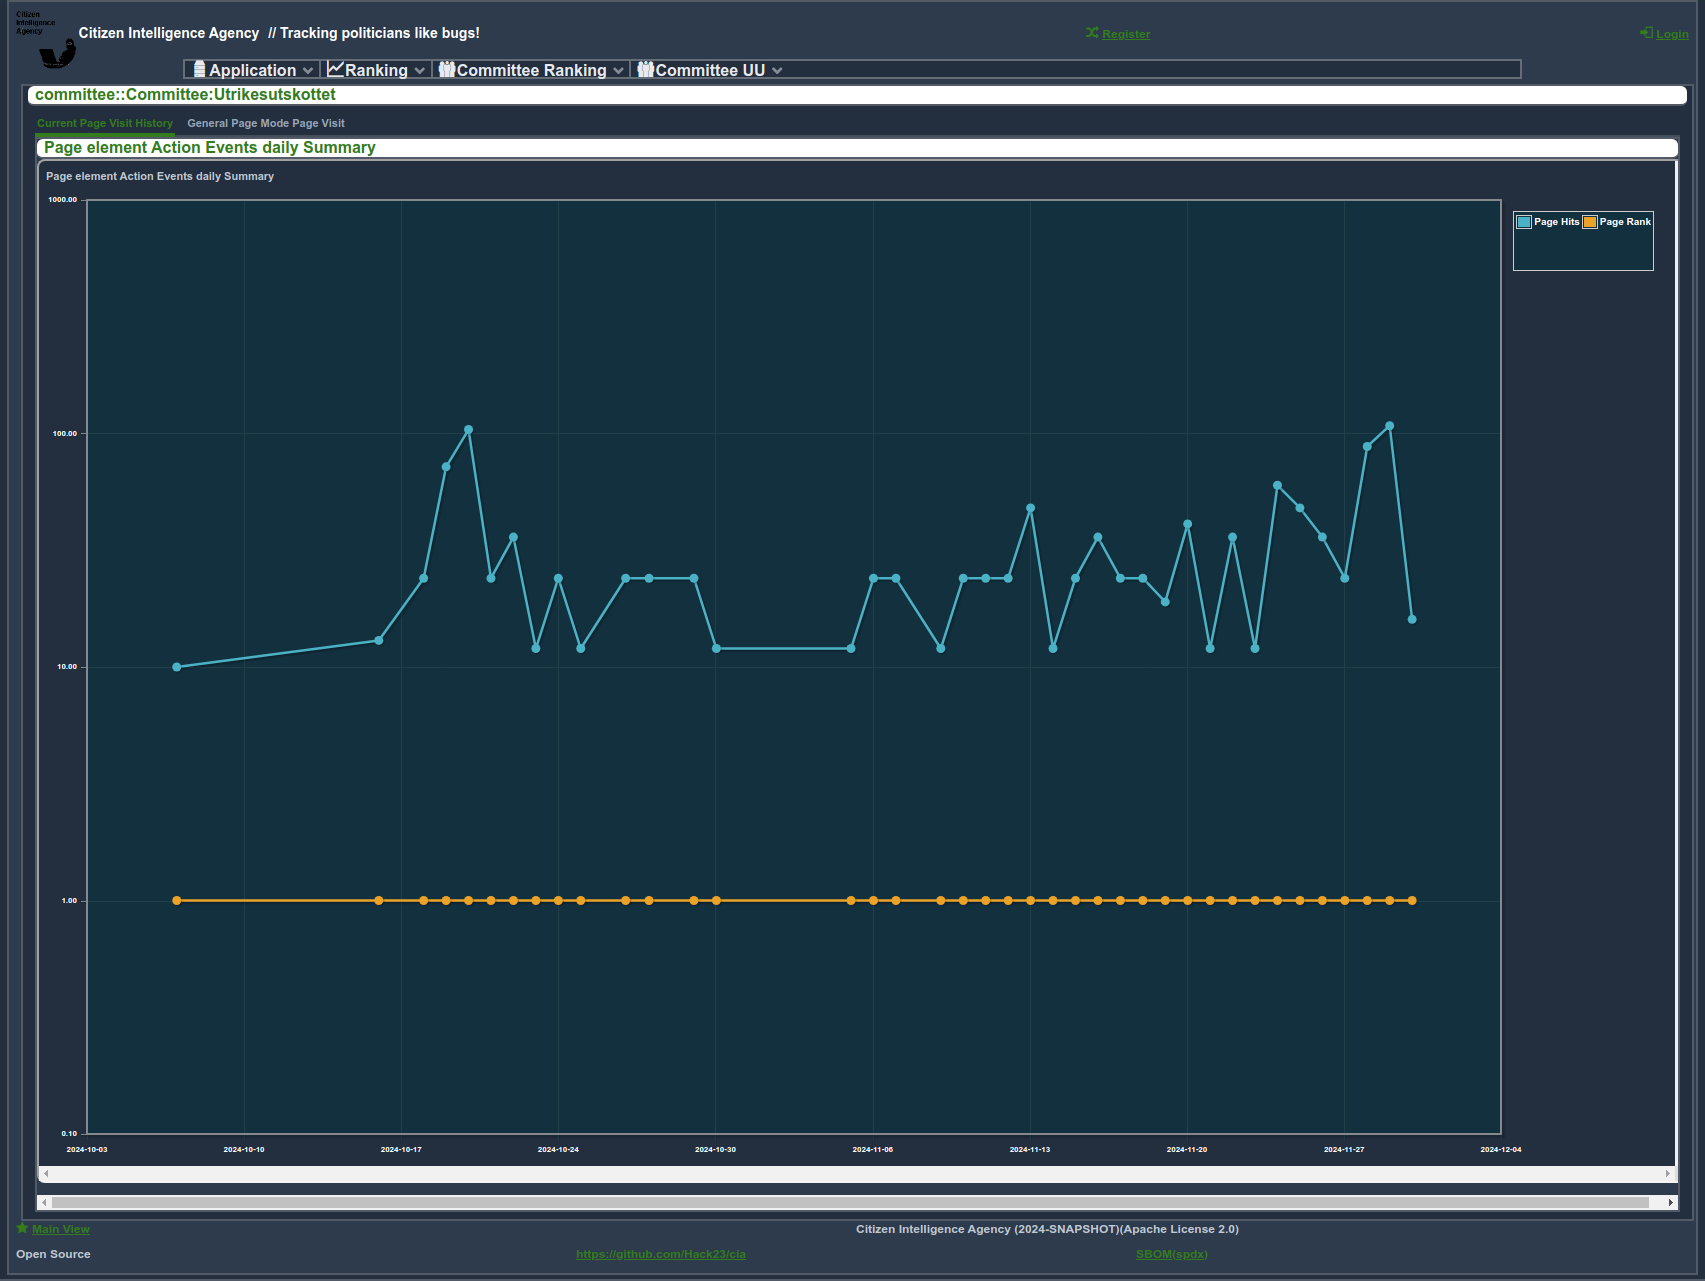 Citizen
Intelligence
Agency
Citizen Intelligence Agency // Tracking politicians like bugs!
Register
Login
Application
Ranking
Committee Ranking
Committee UU
committee::Committee:Utrikesutskottet
Current Page Visit History
General Page Mode Page Visit
Page element Action Events daily Summary
Page element Action Events daily Summary
1000.00
100.00
10.00
1.00
0.10
Page Hits
Page Rank
2024-10-03
2024-10-10
2024-10-17
2024-10-24
2024-10-30
2024-11-06
2024-11-13
2024-11-20
2024-11-27
2024-12-04
Main View
Citizen Intelligence Agency (2024-SNAPSHOT)(Apache License 2.0)
Open Source
https://github.com/Hack23/cia
SBOM(spdx)